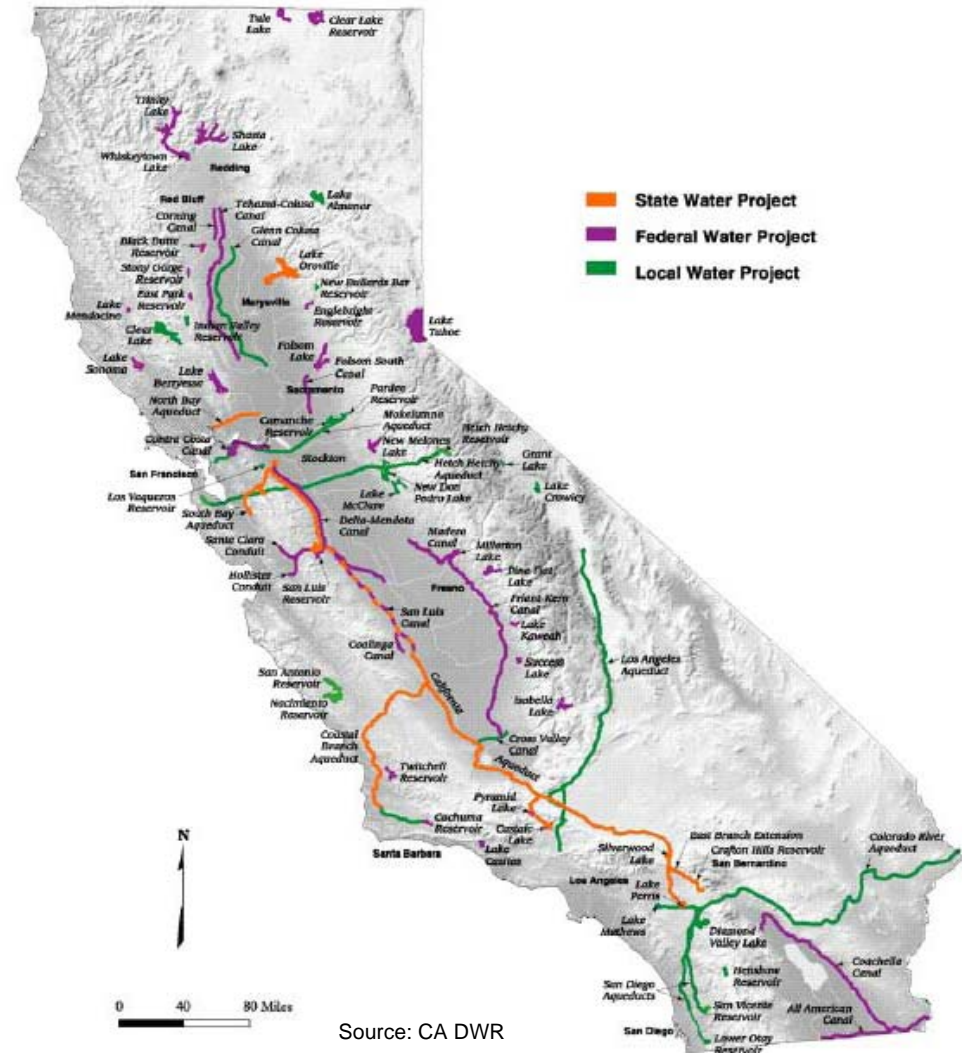 Tule
Lake
Clear Lake
Reservoir
Trinity
Lake
Shasta
Lake
Whiskeytown
Lake
Redding
Red Bluff
Tehama-Colusa
Canal
Corning
Canal
Glenn Colusa
Canal
Lake
Almanor
Black Butte
Reservoir
Lake
Oroville
Stony Gorge
Reservoir
New Bullards Bar
Reservoir
East Park
Reservoir
Marysville
Englebright
Reservoir
Lake
Mendocino
Indian Valley
Reservoir
Clear
Lake
Lake
Tahoe
Folsom
Lake
Folsom South
Canal
Lake
Sonoma
Lake
Berryessa
Sacramento
Pardee
Reservoir
North Bay
Aqueduct
Camanche
Reservoir
Mokelumne
Aqueduct
Hetch Hetchy
Reservoir
Contra Costa
Canal
Stockton
New Melones
Lake
Grant
Lake
San Francisco
Hetch Hetchy
Aqueduct
Lake
Crowley
Los Vaqueros
Reservoir
New Don
Pedro Lake
Lake
McClure
South Bay
Aqueduct
Delta-Mendota
Canal
Santa Clara
Conduit
Madera
Canal
Millerton
Lake
Hollister
Conduit
San Luis
Reservoir
Fresno
Pine Flat
Lake
Friant-Kern
Canal
San Luis
Canal
Lake
Kaweah
Coalinga
Canal
Success
Lake
Los Angeles
Aqueduct
San Antonio
Reservoir
Nacimiento
Reservoir
California
Aqueduct
Isabella
Lake
Coastal
Branch
Aqueduct
Cross Valley
Canal
Twitchell
Reservoir
Pyramid
Lake
Castaic
Lake
Cachuma
Reservoir
Santa Barbara
Lake
Casitas
Silverwood
Lake
East Branch Extension
Crafton Hills Reservoir
San Bernardino
Colorado River
Aqueduct
Los Angeles
Lake
Perris
Lake
Mathews
Diamond
Valley Lake
Coachella
Canal
Henshaw
Reservoir
San Diego
Aqueducts
San Vicente
Reservoir
All American
Canal
San Diego
Lower Otay
Reservoir
State Water Project
Federal Water Project
Local Water Project
N
0 40 80 Miles
Source: CA DWR